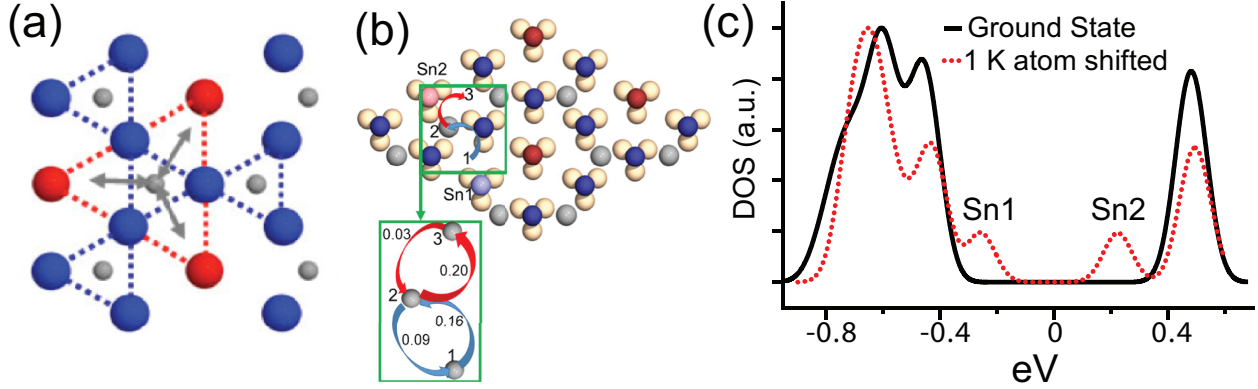 (a)
(b)
Sn2
3
2
1
Sn1
0.03
3
0.20
2
0.16
0.09
1
(c)
Ground State
1 K atom shifted
DOS (a.u.)
Sn1
Sn2
-0.8
-0.4
0
0.4
eV